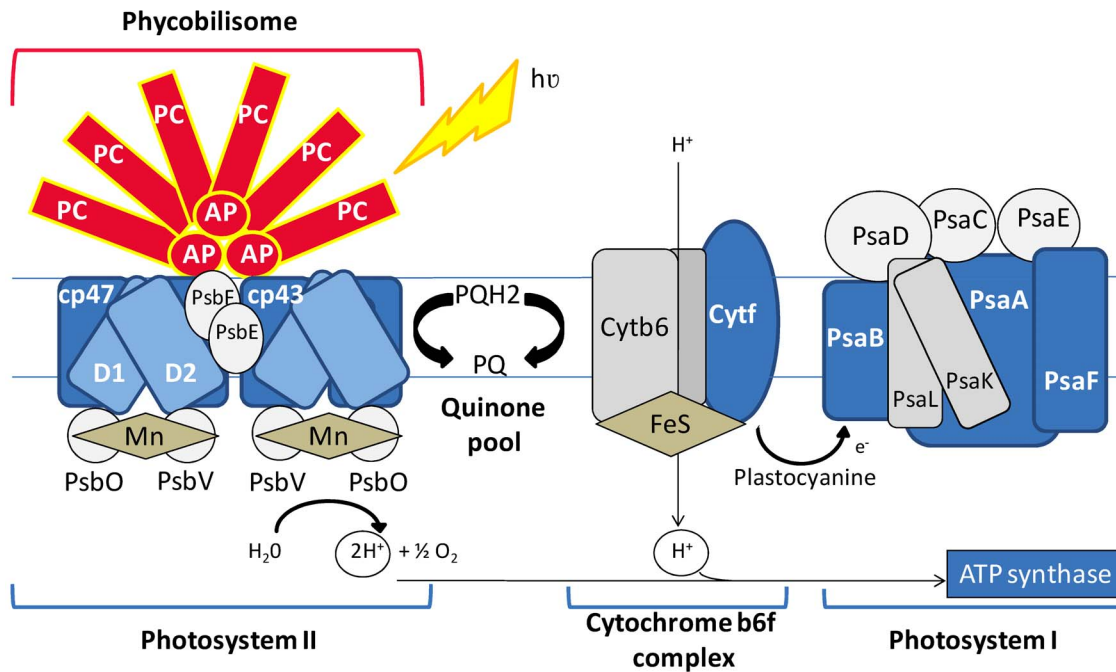 Phycobilisome
hυ
PC
PC
PC
PC
PC
PC
AP
AP
AP
H⁺
PsaD
PsaC
PsaE
cp47
PsbF
cp43
PsbE
D1
D2
PQH2
PQ
Quinone
pool
Cytb6
Cytf
FeS
PsaB
PsaA
PsaL
PsaK
PsaF
Mn
Mn
PsbO
PsbV
PsbV
PsbO
e⁻
Plastocyanine
H₂0
2H⁺ + ½ O₂
H⁺
ATP synthase
Photosystem II
Cytochrome b6f
complex
Photosystem I